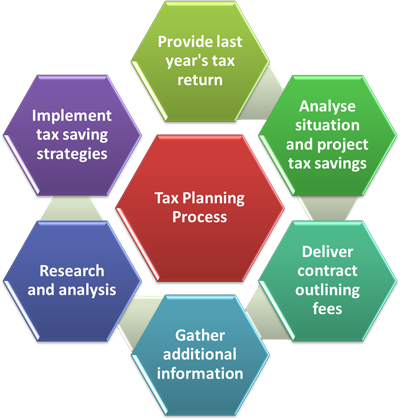 Provide last
year's tax
return
Analyse
situation
and project
tax savings
Deliver
contract
outlining
fees
Gather
additional
information
Research
and analysis
Implement
tax saving
strategies
Tax Planning
Process